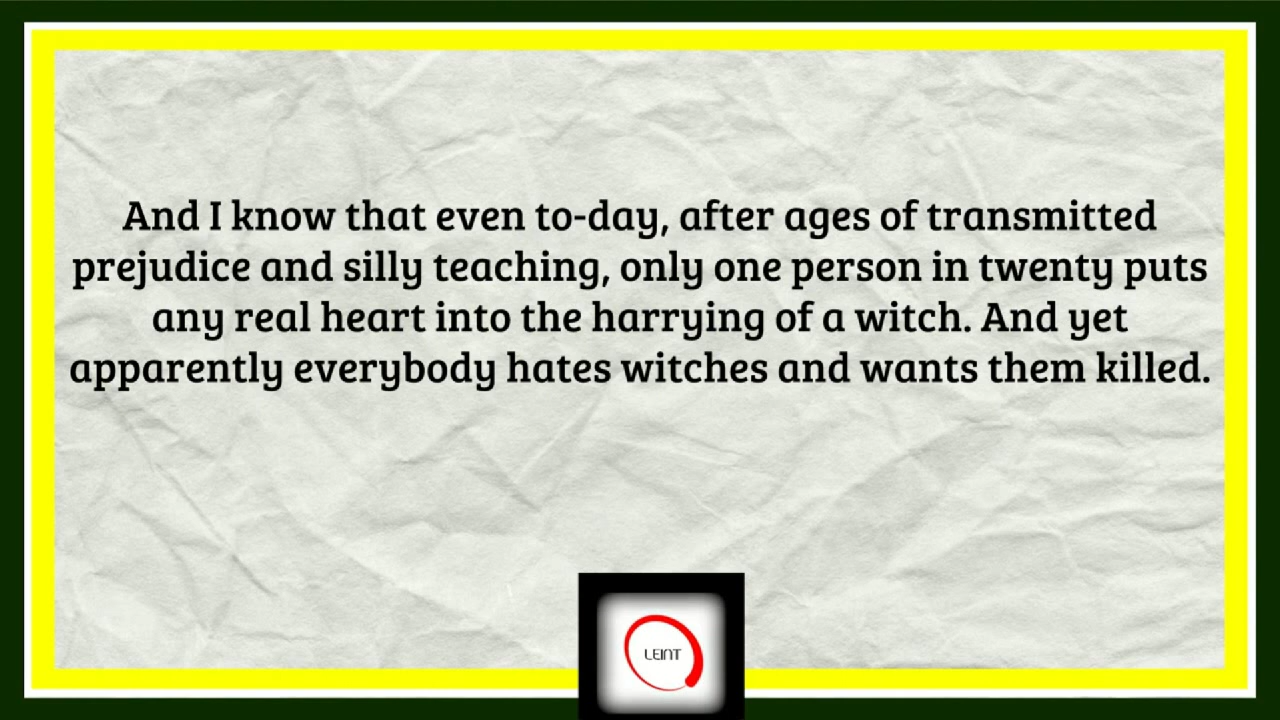 And I know that even to-day, after ages of transmitted
prejudice and silly teaching, only one person in twenty puts
any real heart into the harrying of a witch. And yet
apparently everybody hates witches and wants them killed.
LEINT